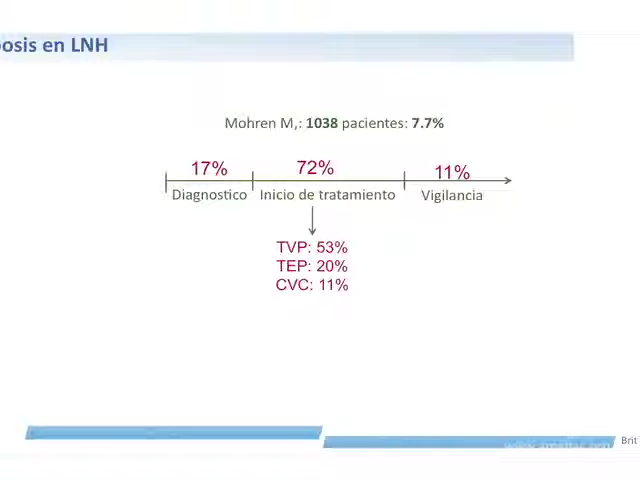 osis en LNH
Mohren M,: 1038 pacientes: 7.7%
17% 72% 11%
Diagnostico Inicio de tratamiento Vigilancia
TVP: 53%
TEP: 20%
CVC: 11%
Brit